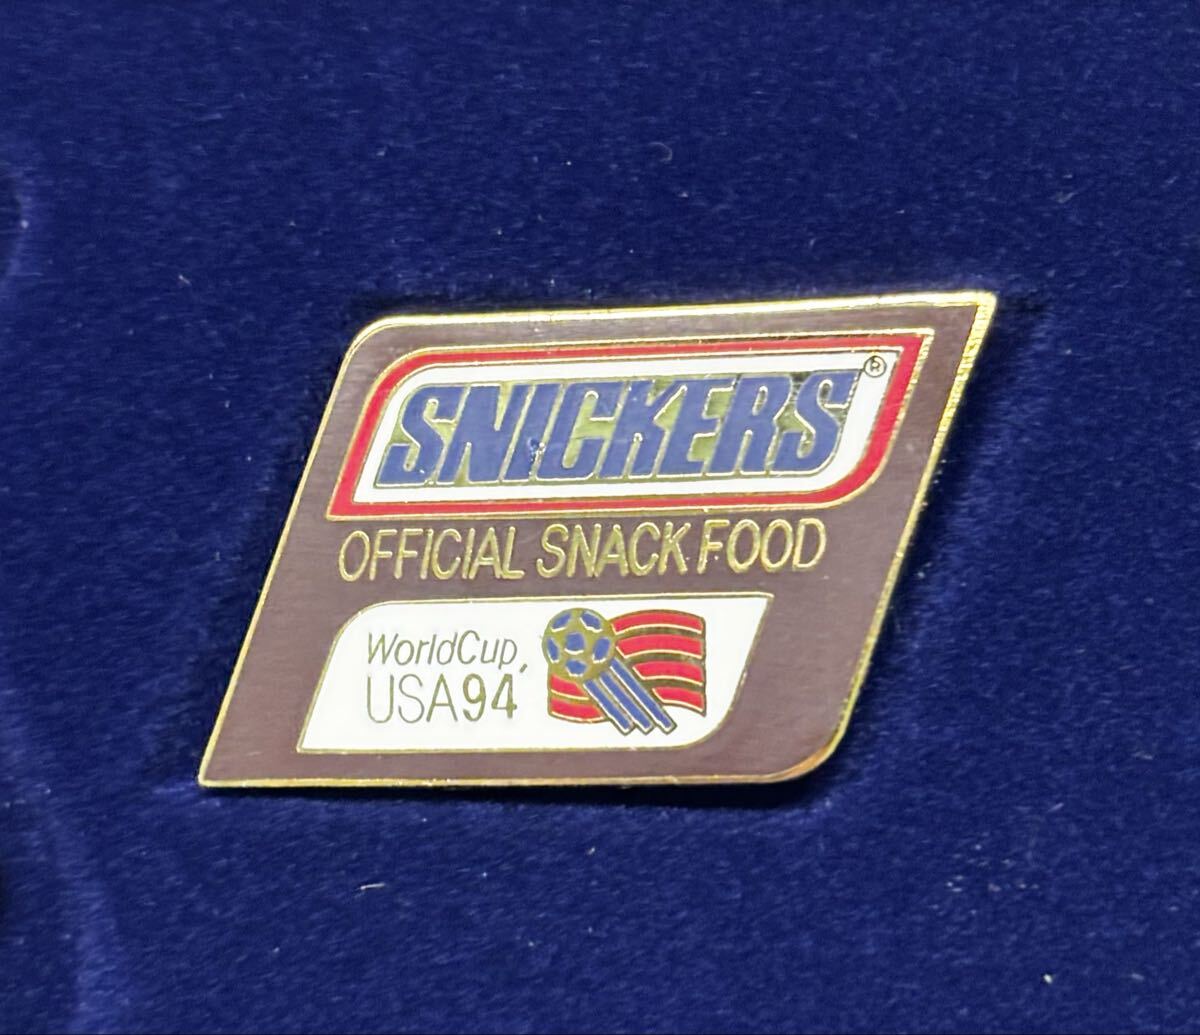 SNICKERS®
OFFICIAL SNACK FOOD
WorldCup
USA94